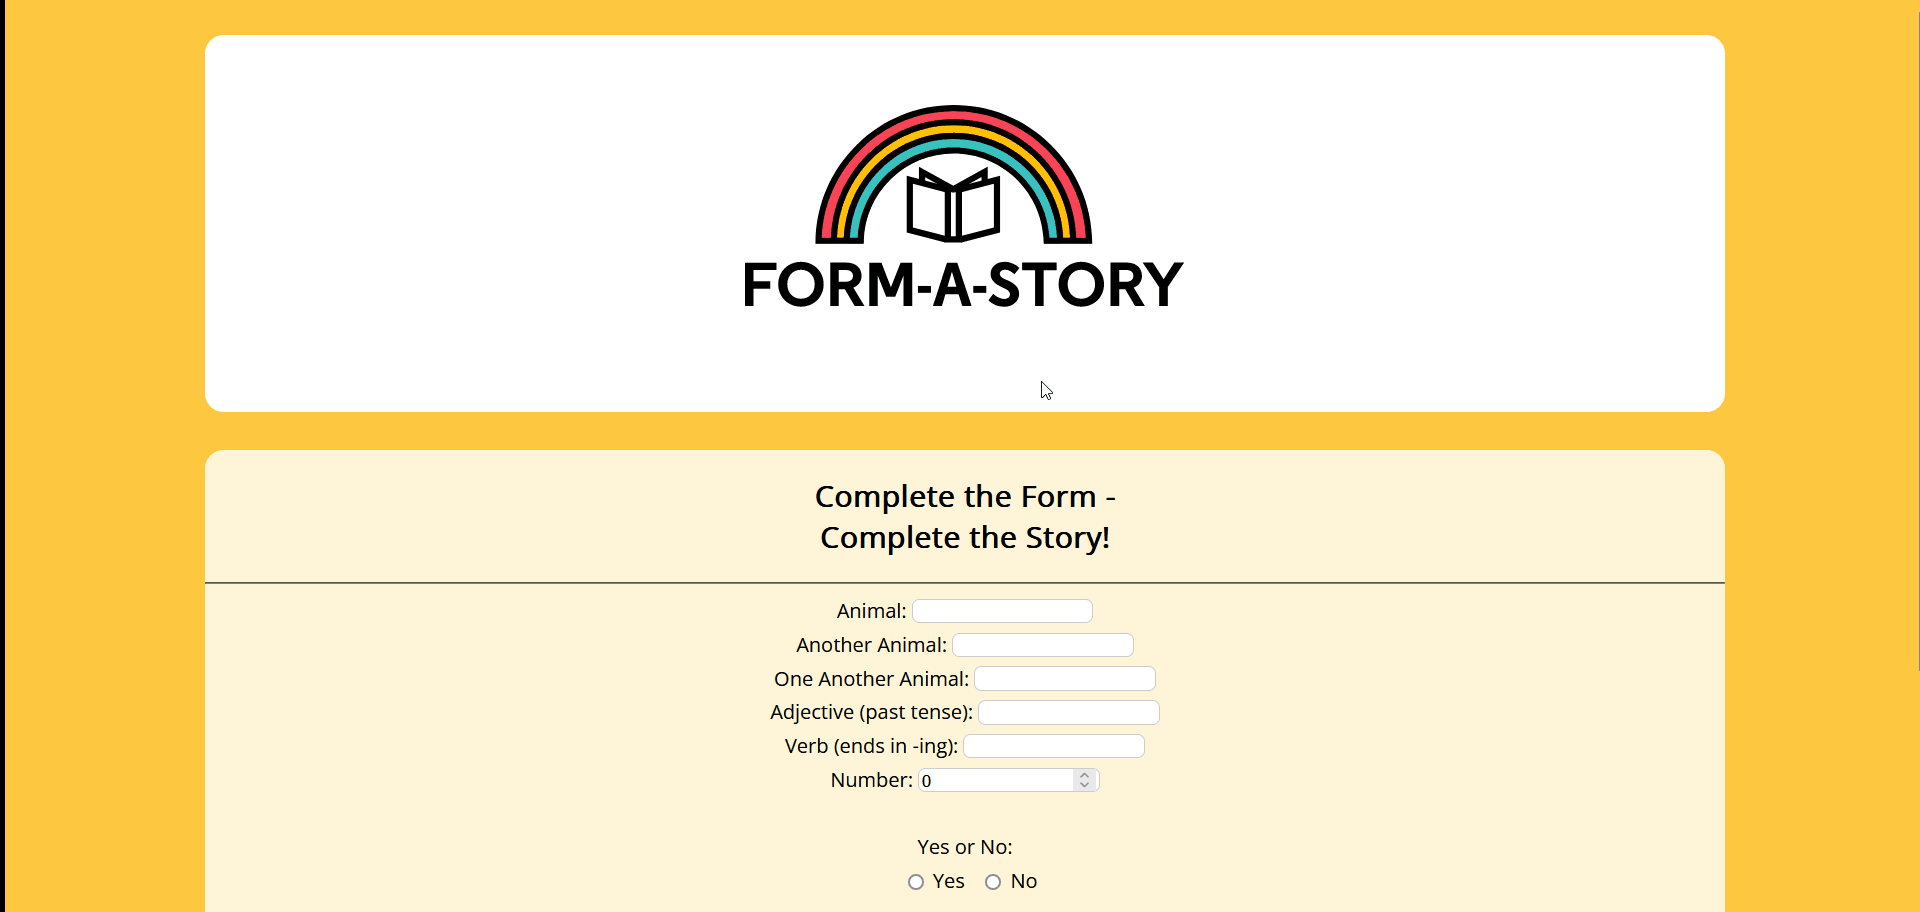 FORM-A-STORY
Complete the Form -
Complete the Story!
Animal:
Another Animal:
One Another Animal:
Adjective (past tense):
Verb (ends in -ing):
Number: 0
Yes or No:
Yes No